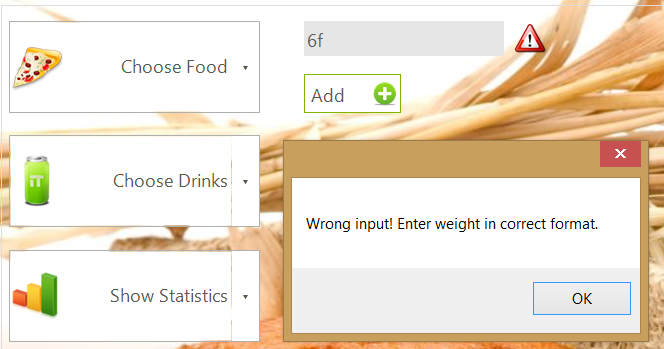 Choose Food
6f
Add
Choose Drinks
Wrong input! Enter weight in correct format.
OK
Show Statistics